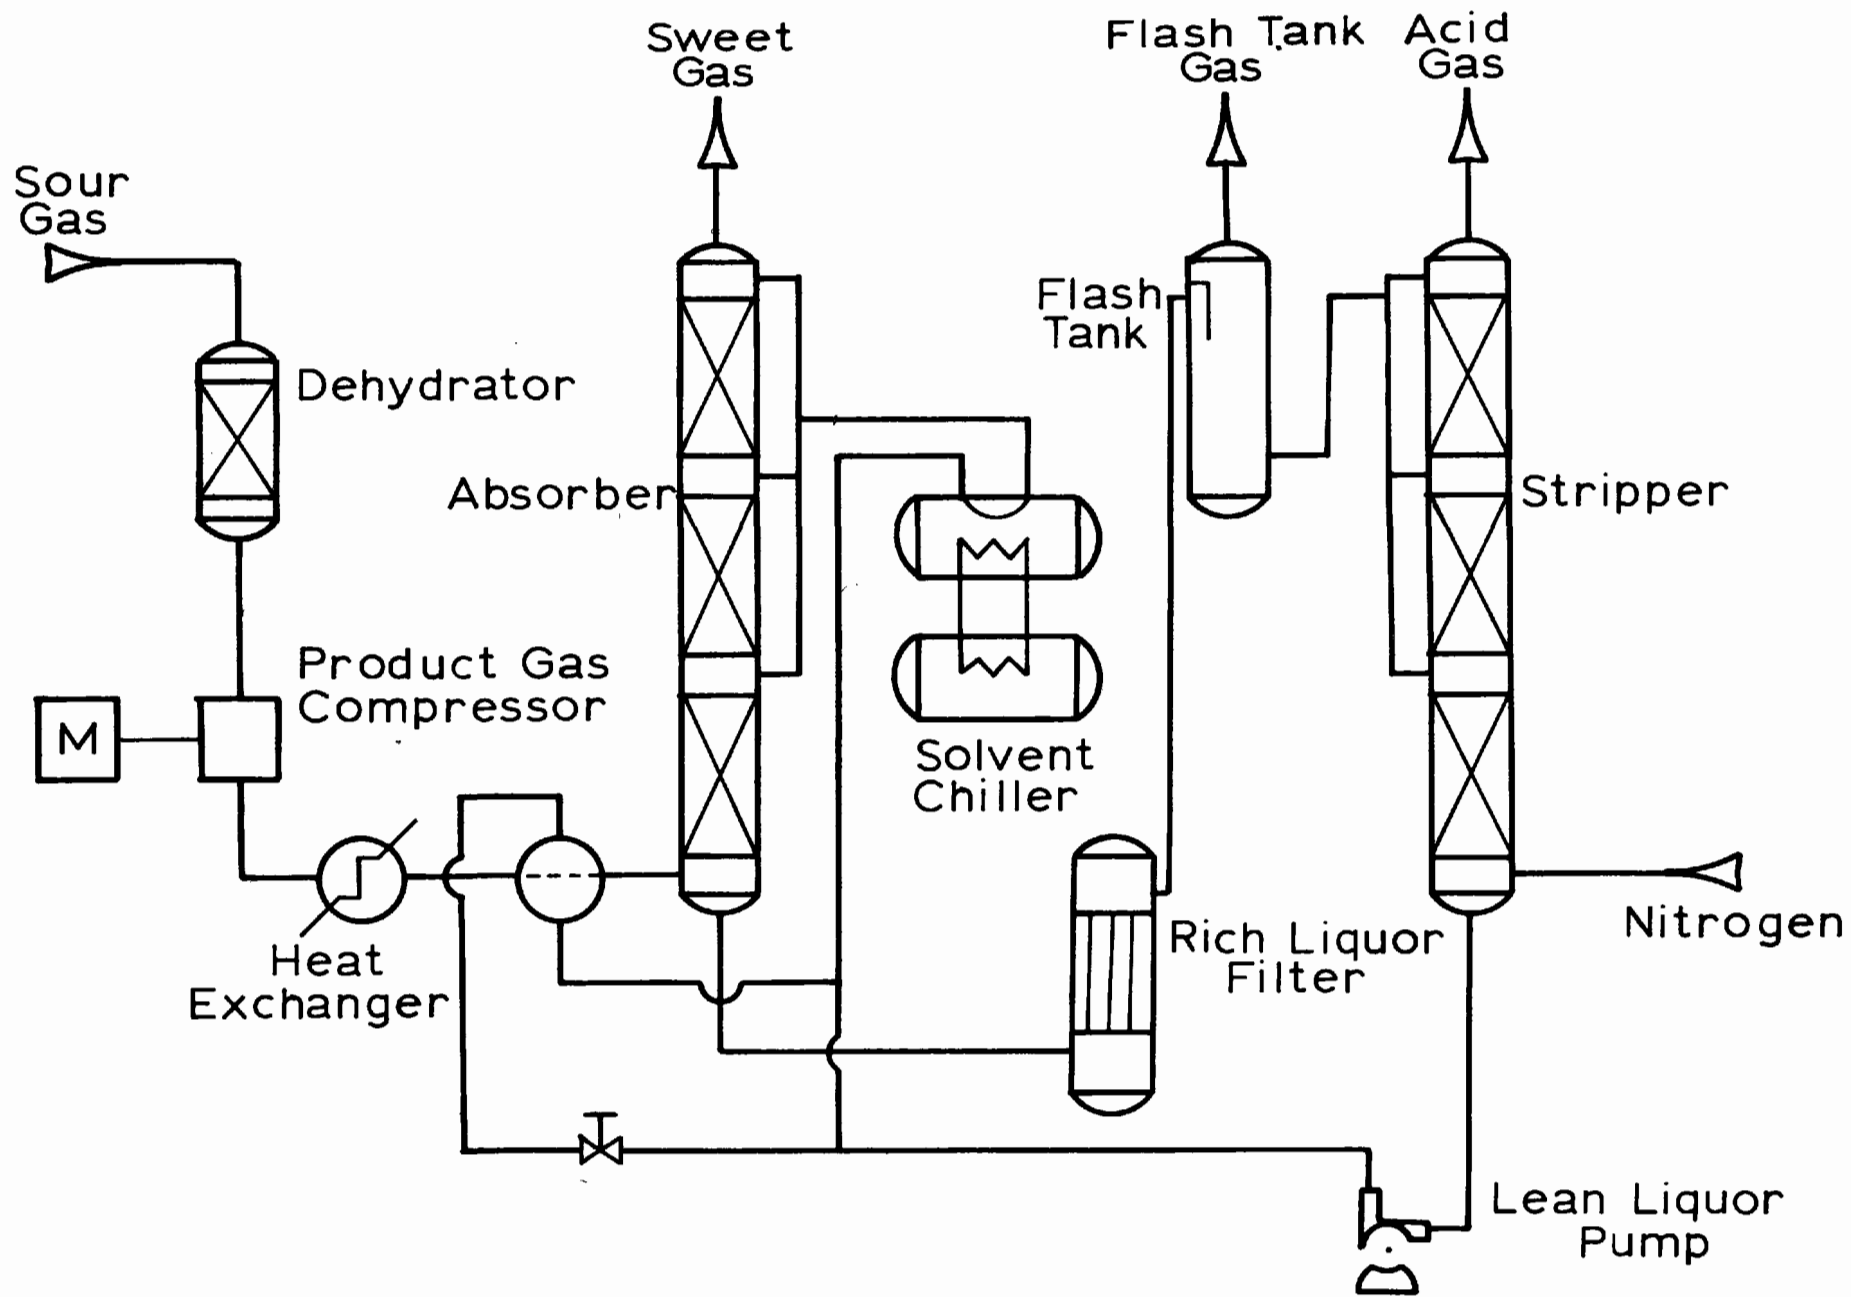 Sweet
Gas
Flash Tank
Gas
Acid
Gas
Sour
Gas
Flash
Tank
Dehydrator
Absorber
Stripper
Product Gas
Compressor
M
Solvent
Chiller
Rich Liquor
Filter
Nitrogen
Heat
Exchanger
Lean Liquor
Pump